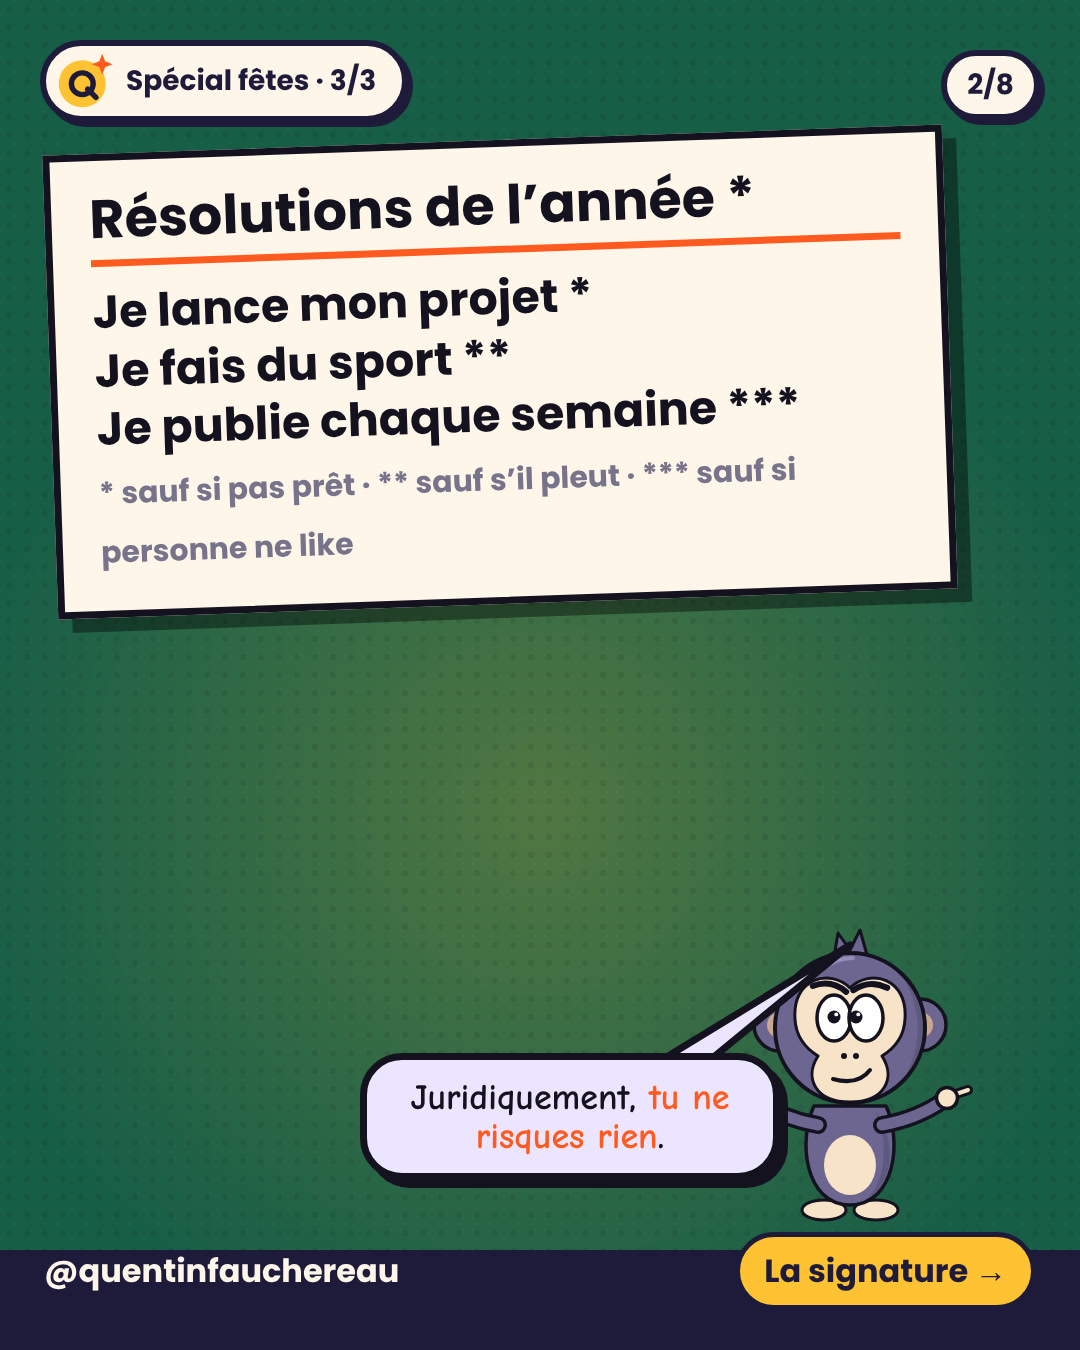 Q Spécial fêtes · 3/3
2/8
Résolutions de l’année *
Je lance mon projet *
Je fais du sport **
Je publie chaque semaine ***
* sauf si pas prêt · ** sauf s’il pleut · *** sauf si
personne ne like
Juridiquement, tu ne
risques rien.
@quentinfauchereau
La signature →